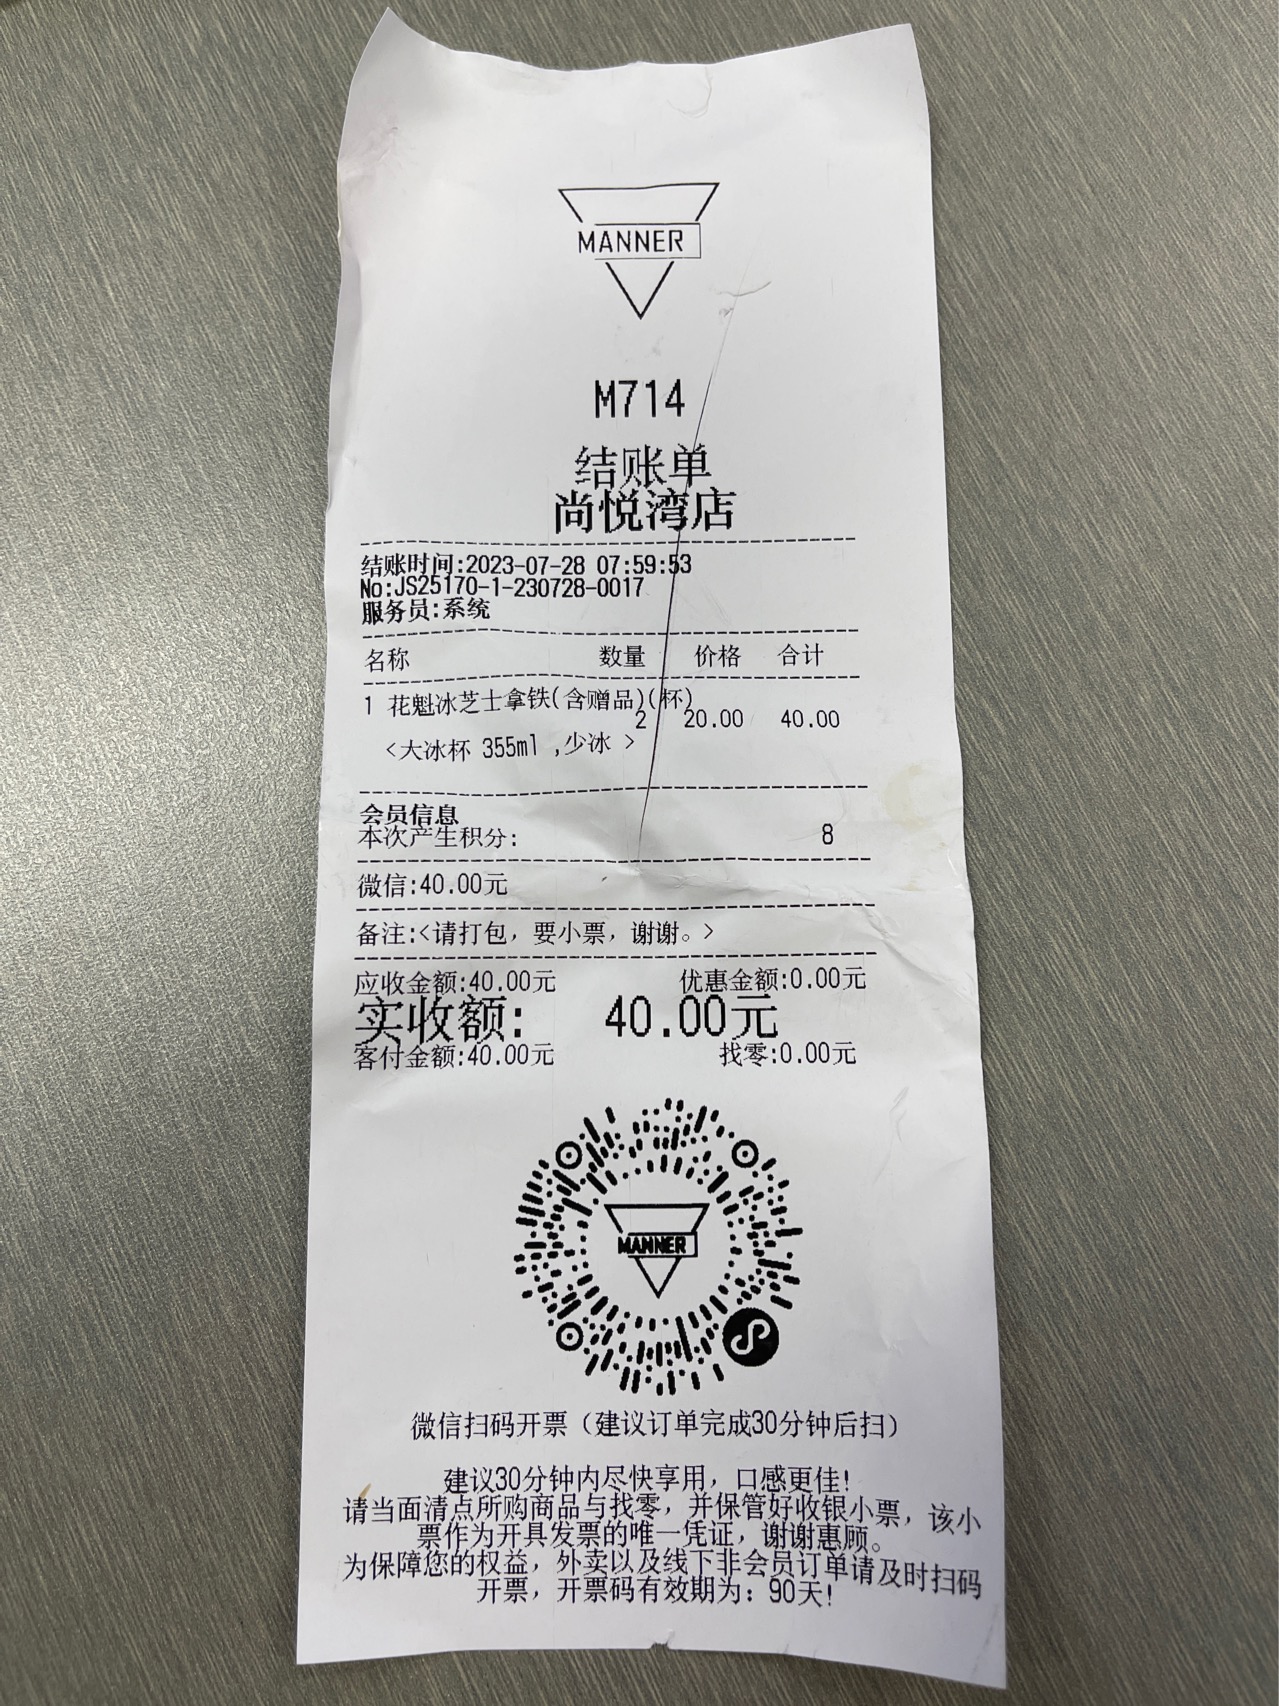 MANNER
M714
结账单
尚悦湾店
结账时间:2023-07-28 07:59:53
No:JS25170-1-230728-0017
服务员:系统
名称 数量 价格 合计
1 花魁冰芝士拿铁(含赠品)(杯)
2 20.00 40.00
<大冰杯 355ml ,少冰 >
会员信息
本次产生积分: 8
微信:40.00元
备注:<请打包，要小票，谢谢。>
应收金额:40.00元 优惠金额:0.00元
实收额: 40.00元
客付金额:40.00元 找零:0.00元
MANNER
微信扫码开票（建议订单完成30分钟后扫）
建议30分钟内尽快享用，口感更佳!
请当面清点所购商品与找零，并保管好收银小票，该小
票作为开具发票的唯一凭证，谢谢惠顾。
为保障您的权益，外卖以及线下非会员订单请及时扫码
开票，开票码有效期为：90天!